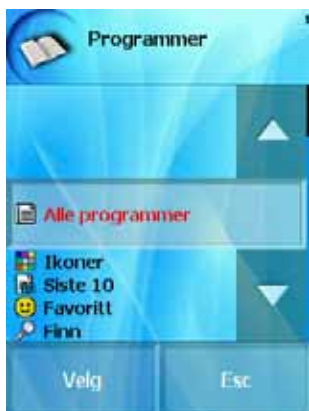 Programmer
Alle programmer
Ikoner
Siste 10
Favoritt
Finn
Velg Esc